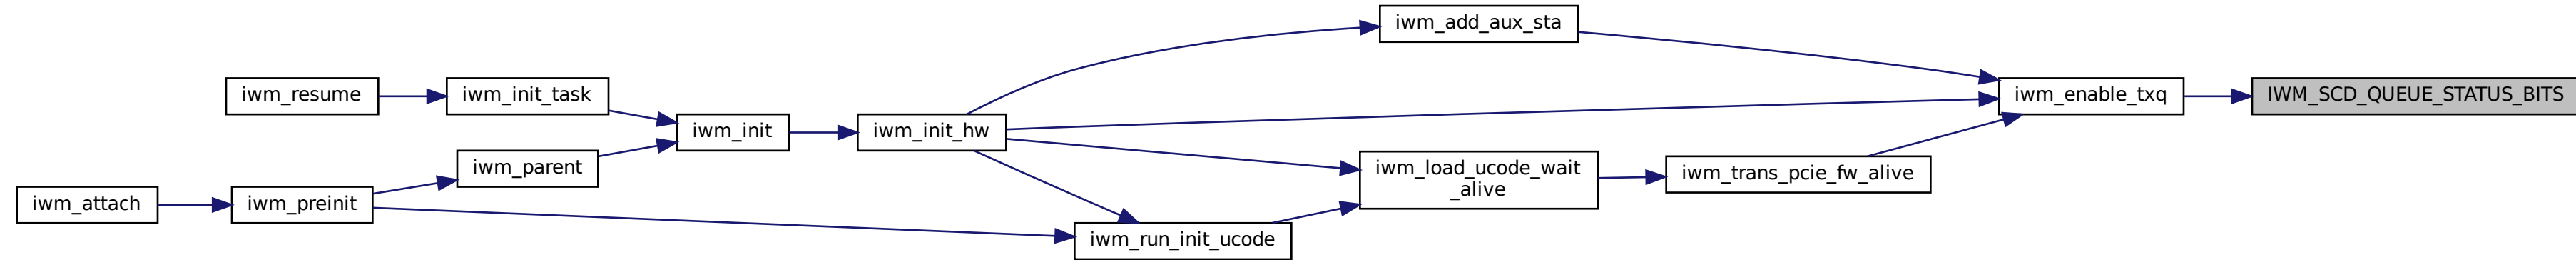 iwm_add_aux_sta
iwm_resume
iwm_init_task
iwm_enable_txq
IWM_SCD_QUEUE_STATUS_BITS
iwm_init
iwm_init_hw
iwm_parent
iwm_load_ucode_wait
_alive
iwm_trans_pcie_fw_alive
iwm_attach
iwm_preinit
iwm_run_init_ucode